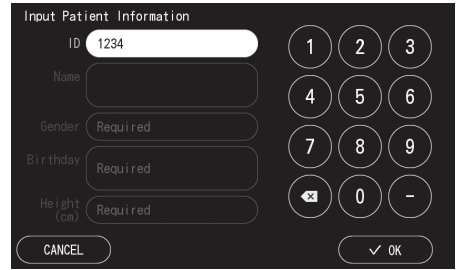 Input Patient Information
ID 1234
Name
Gender Required
Birthday Required
Height (cm) Required
1 2 3
4 5 6
7 8 9
0 -
CANCEL
✓ OK